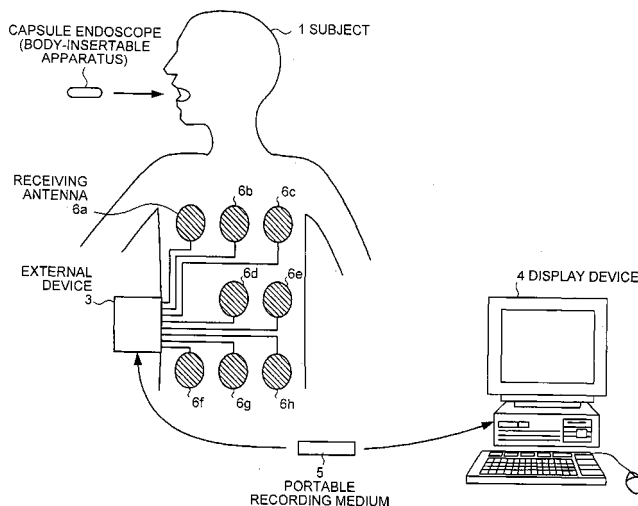 CAPSULE ENDOSCOPE
(BODY-INSERTABLE
APPARATUS)
2
1 SUBJECT
RECEIVING
ANTENNA
6a
6b
6c
EXTERNAL
DEVICE
3
6d
6e
4 DISPLAY DEVICE
6f
6g
6h
5
PORTABLE
RECORDING MEDIUM